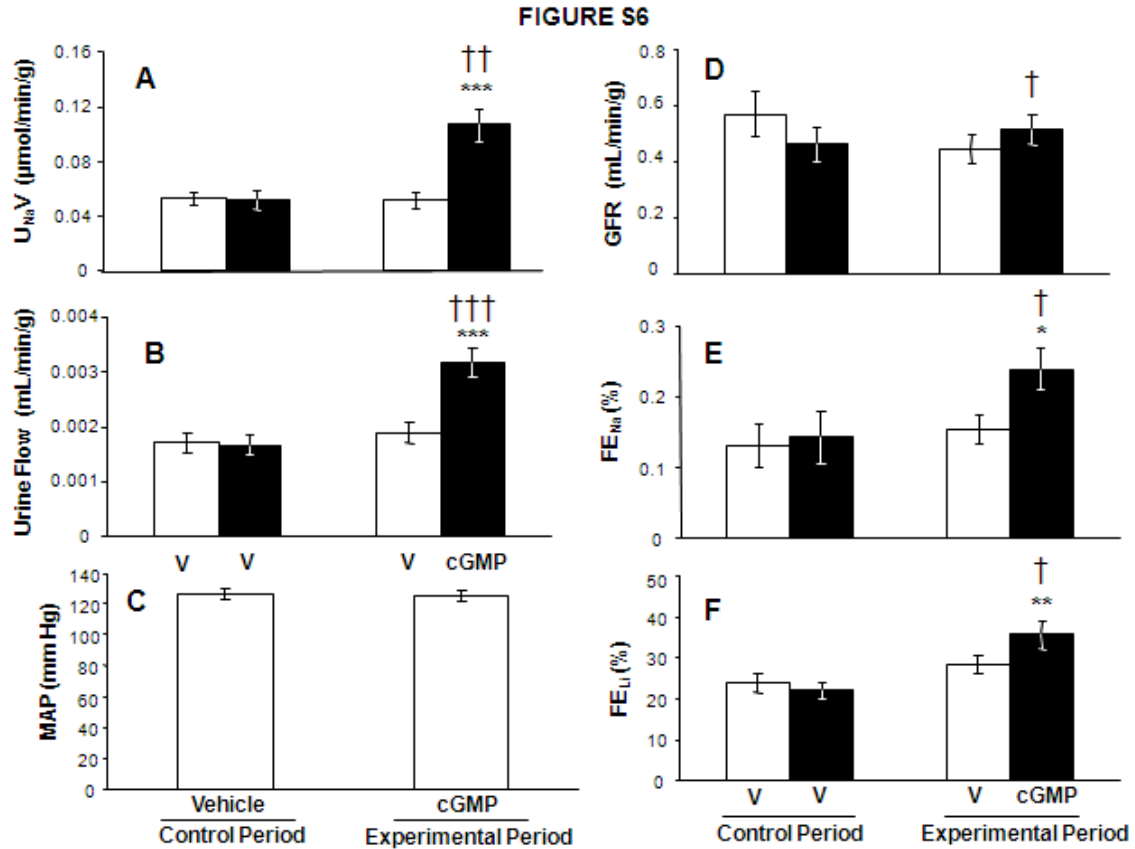 FIGURE S6
A
U_NaV (µmol/min/g)
0.16
0.12
0.08
0.04
0
††
***
B
Urine Flow (mL/min/g)
0.004
0.003
0.002
0.001
0
†††
***
V V V cGMP
C
MAP (mm Hg)
140
120
100
80
60
40
20
0
Vehicle cGMP
Control Period Experimental Period
D
GFR (mL/min/g)
0.8
0.6
0.4
0.2
0
†
E
FE_Na (%)
0.3
0.2
0.1
0
†
*
F
FE_Li (%)
50
40
30
20
10
0
†
**
V V V cGMP
Control Period Experimental Period